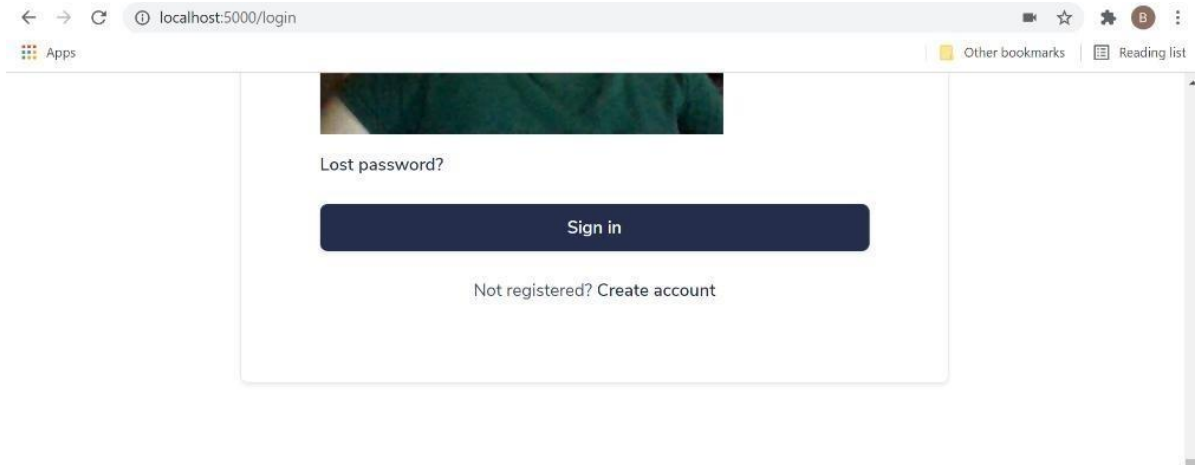 localhost:5000/login
B
Apps
Other bookmarks
Reading list
Lost password?
Sign in
Not registered? Create account